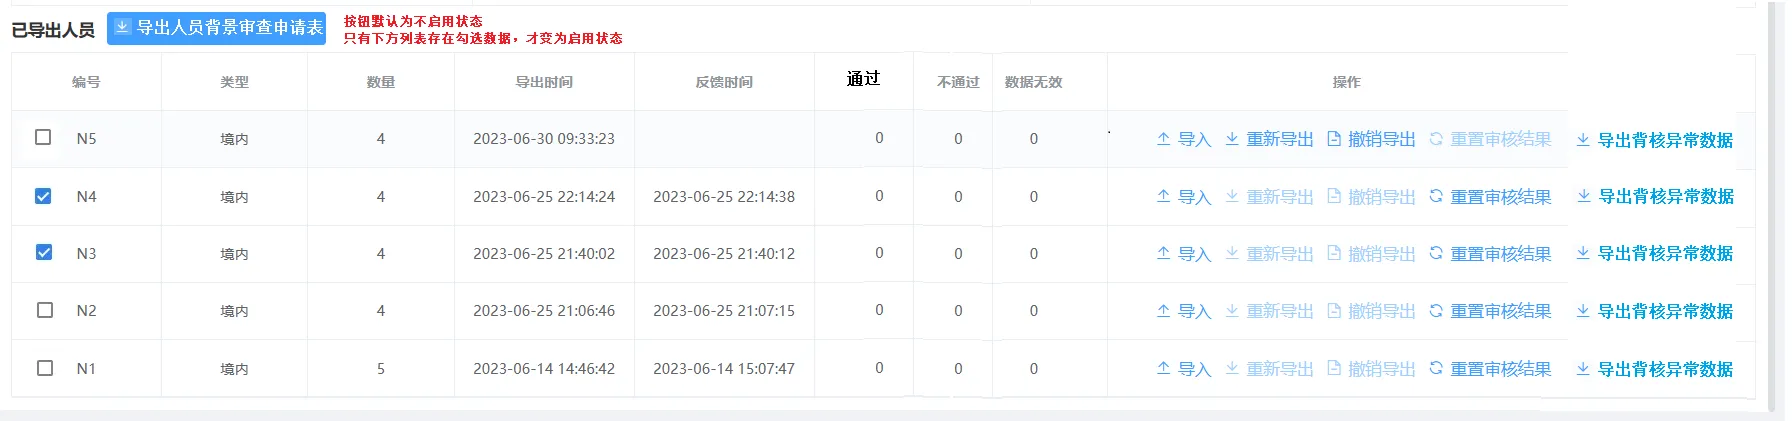 已导出人员 导出人员背景审查申请表 按钮默认为不启用状态
只有下方列表存在勾选数据，才变为启用状态
编号 类型 数量 导出时间 反馈时间 通过 不通过 数据无效 操作
N5 境内 4 2023-06-30 09:33:23 0 0 0 导入 重新导出 撤销导出 重置审核结果 导出背核异常数据
N4 境内 4 2023-06-25 22:14:24 2023-06-25 22:14:38 0 0 0 导入 重新导出 撤销导出 重置审核结果 导出背核异常数据
N3 境内 4 2023-06-25 21:40:02 2023-06-25 21:40:12 0 0 0 导入 重新导出 撤销导出 重置审核结果 导出背核异常数据
N2 境内 4 2023-06-25 21:06:46 2023-06-25 21:07:15 0 0 0 导入 重新导出 撤销导出 重置审核结果 导出背核异常数据
N1 境内 5 2023-06-14 14:46:42 2023-06-14 15:07:47 0 0 0 导入 重新导出 撤销导出 重置审核结果 导出背核异常数据